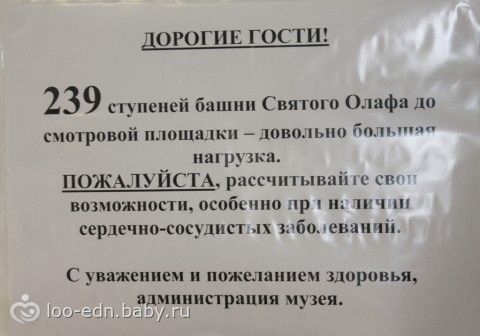 ДОРОГИЕ ГОСТИ!
239 ступеней башни Святого Олафа до
смотровой площадки – довольно большая
нагрузка.
ПОЖАЛУЙСТА, рассчитывайте свои
возможности, особенно при наличии
сердечно-сосудистых заболеваний.
С уважением и пожеланием здоровья,
администрация музея.
loo-edn.baby.ru